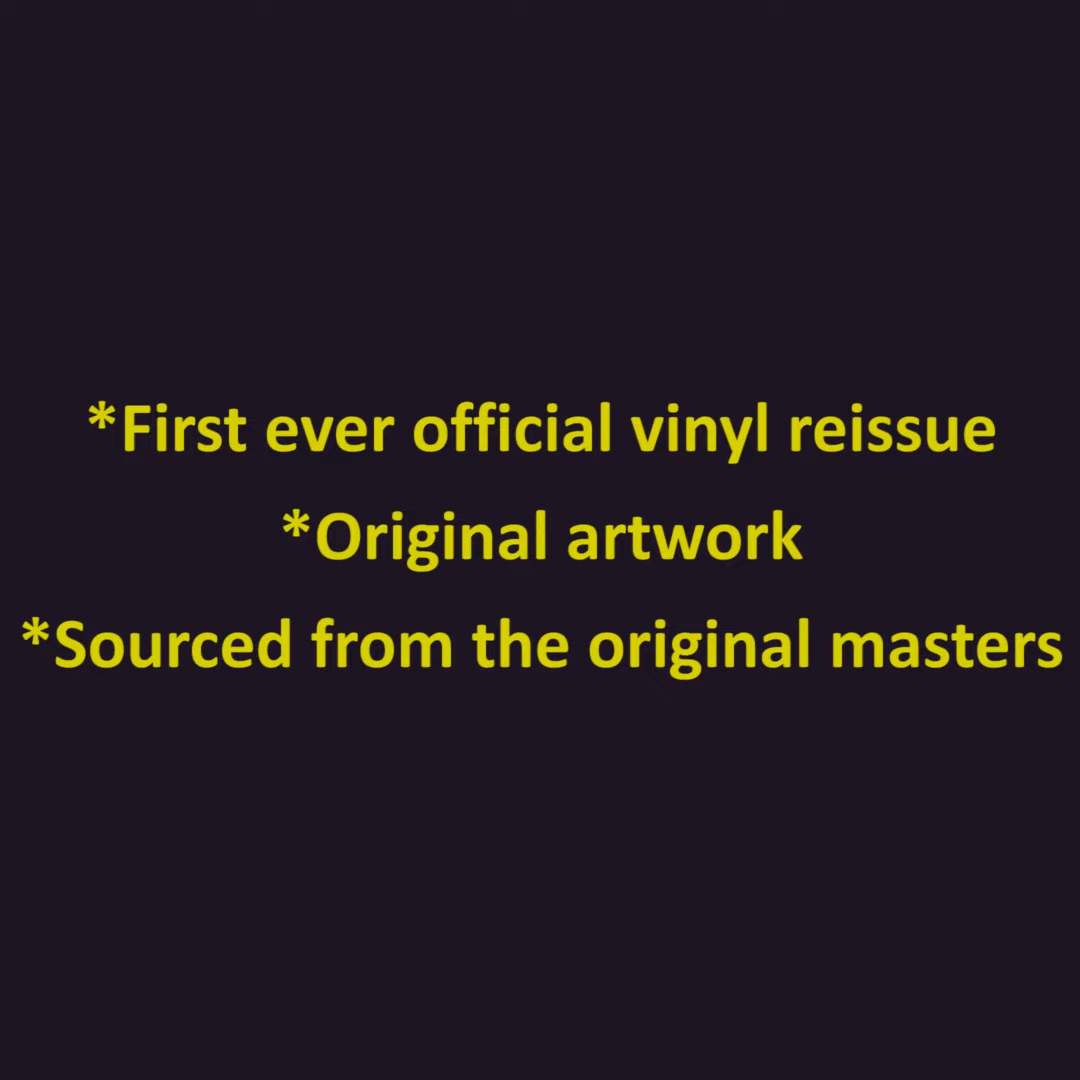 *First ever official vinyl reissue
*Original artwork
*Sourced from the original masters